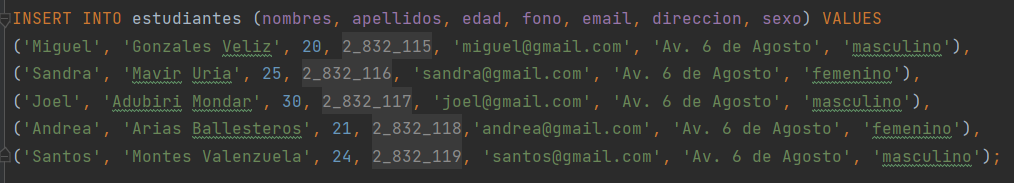 INSERT INTO estudiantes (nombres, apellidos, edad, fono, email, direccion, sexo) VALUES
('Miguel', 'Gonzales Veliz', 20, 2_832_115, 'miguel@gmail.com', 'Av. 6 de Agosto', 'masculino'),
('Sandra', 'Mavir Uria', 25, 2_832_116, 'sandra@gmail.com', 'Av. 6 de Agosto', 'femenino'),
('Joel', 'Adubiri Mondar', 30, 2_832_117, 'joel@gmail.com', 'Av. 6 de Agosto', 'masculino'),
('Andrea', 'Arias Ballesteros', 21, 2_832_118,'andrea@gmail.com', 'Av. 6 de Agosto', 'femenino'),
('Santos', 'Montes Valenzuela', 24, 2_832_119, 'santos@gmail.com', 'Av. 6 de Agosto', 'masculino');